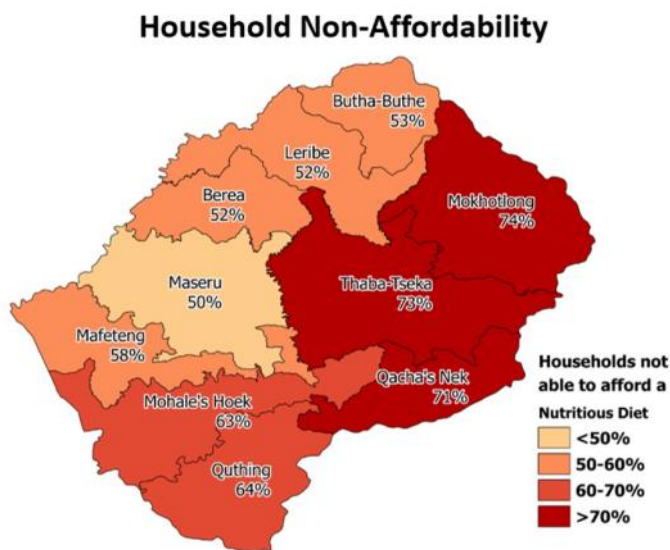 Household Non-Affordability
Butha-Buthe
53%
Leribe
52%
Berea
52%
Mokhotlong
74%
Maseru
50%
Thaba-Tseka
73%
Mafeteng
58%
Qacha's Nek
71%
Mohale's Hoek
63%
Quthing
64%
Households not
able to afford a
Nutritious Diet
<50%
50-60%
60-70%
>70%